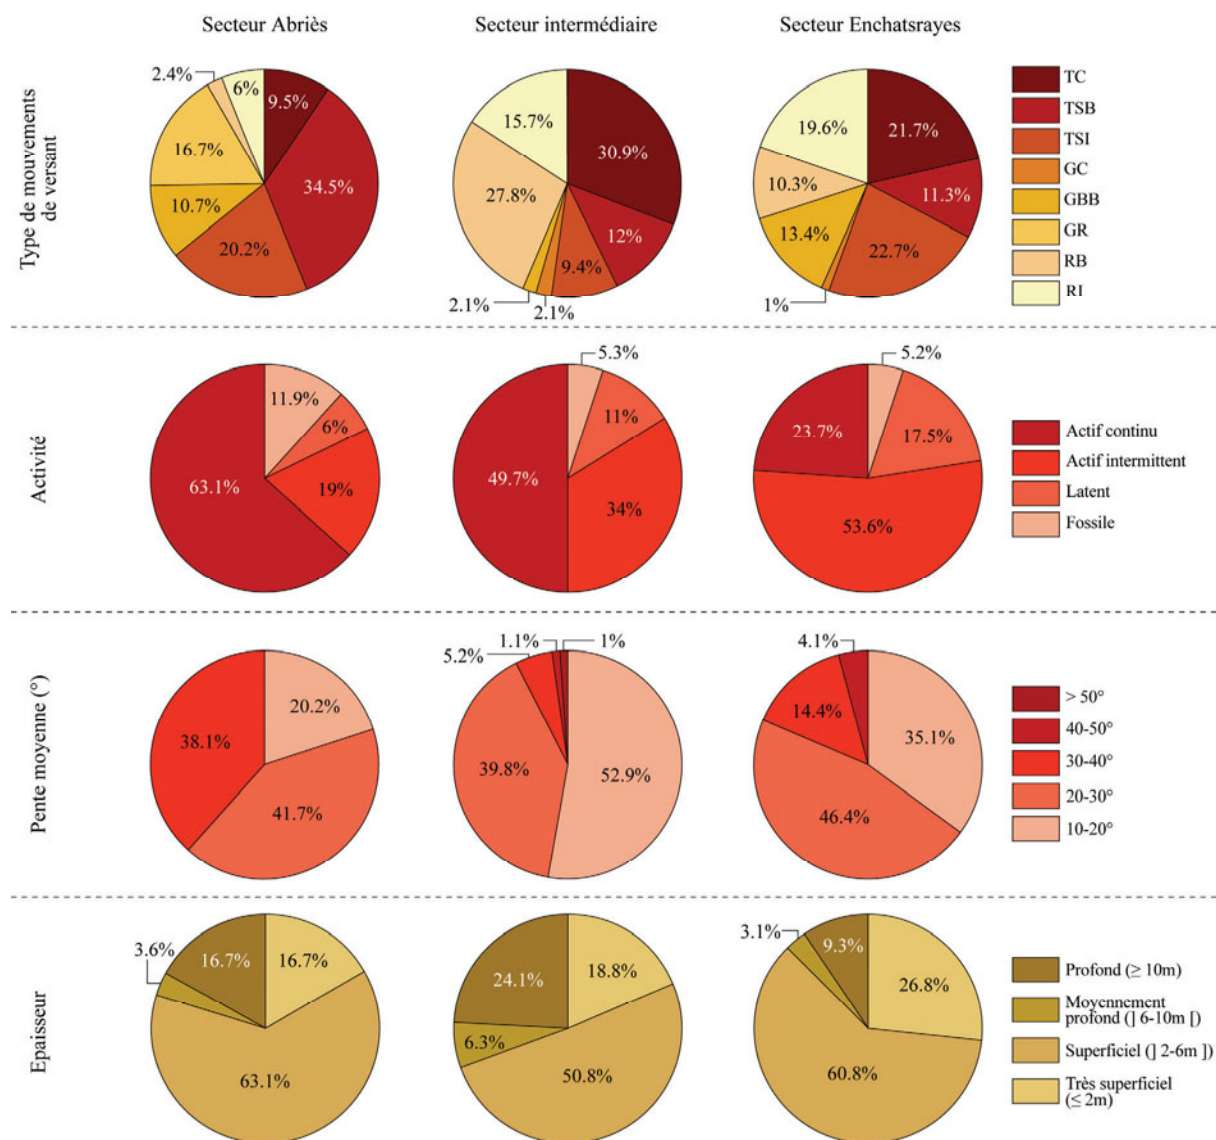 Secteur Abriès
Secteur intermédiaire
Secteur Enchatsrayes
Type de mouvements
de versant
2.4%
6%
9.5%
16.7%
34.5%
10.7%
20.2%
15.7%
30.9%
27.8%
12%
9.4%
2.1%
2.1%
19.6%
21.7%
10.3%
11.3%
13.4%
22.7%
1%
TC
TSB
TSI
GC
GBB
GR
RB
RI
Activité
11.9%
6%
63.1%
19%
5.3%
11%
49.7%
34%
5.2%
23.7%
17.5%
53.6%
Actif continu
Actif intermittent
Latent
Fossile
Pente moyenne (°)
20.2%
38.1%
41.7%
1.1%
1%
5.2%
39.8%
52.9%
4.1%
14.4%
35.1%
46.4%
> 50°
40-50°
30-40°
20-30°
10-20°
Epaisseur
3.6%
16.7%
16.7%
63.1%
24.1%
18.8%
6.3%
50.8%
3.1%
9.3%
26.8%
60.8%
Profond (≥ 10m)
Moyennement
profond (] 6-10m [)
Superficiel (] 2-6m ])
Très superficiel
(≤ 2m)